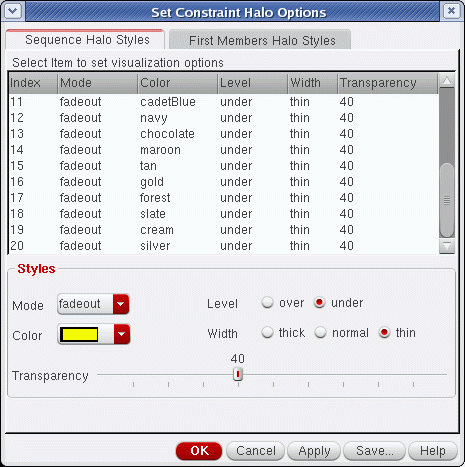 Set Constraint Halo Options
Sequence Halo Styles First Members Halo Styles
Select Item to set visualization options
Index Mode Color Level Width Transparency
11 fadeout cadetBlue under thin 40
12 fadeout navy under thin 40
13 fadeout chocolate under thin 40
14 fadeout maroon under thin 40
15 fadeout tan under thin 40
16 fadeout gold under thin 40
17 fadeout forest under thin 40
18 fadeout slate under thin 40
19 fadeout cream under thin 40
20 fadeout silver under thin 40
Styles
Mode fadeout Level over under
Color Width thick normal thin
40
Transparency
OK Cancel Apply Save... Help